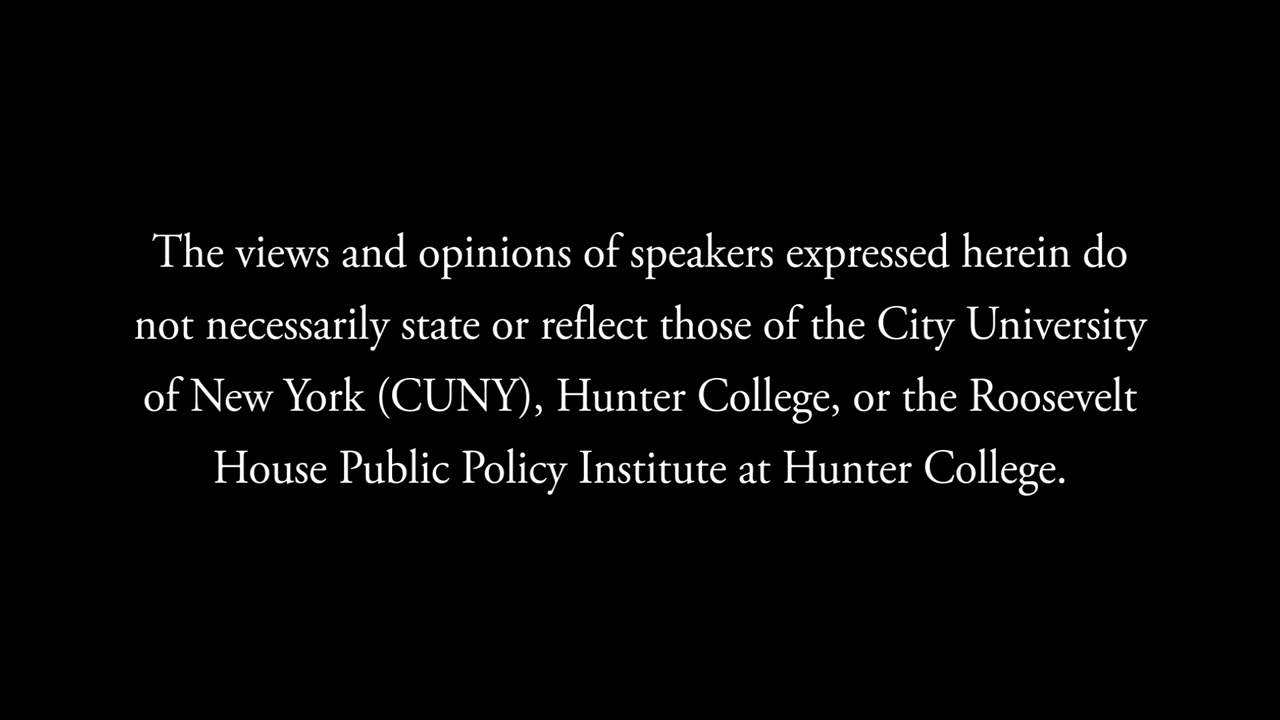 The views and opinions of speakers expressed herein do
not necessarily state or reflect those of the City University
of New York (CUNY), Hunter College, or the Roosevelt
House Public Policy Institute at Hunter College.